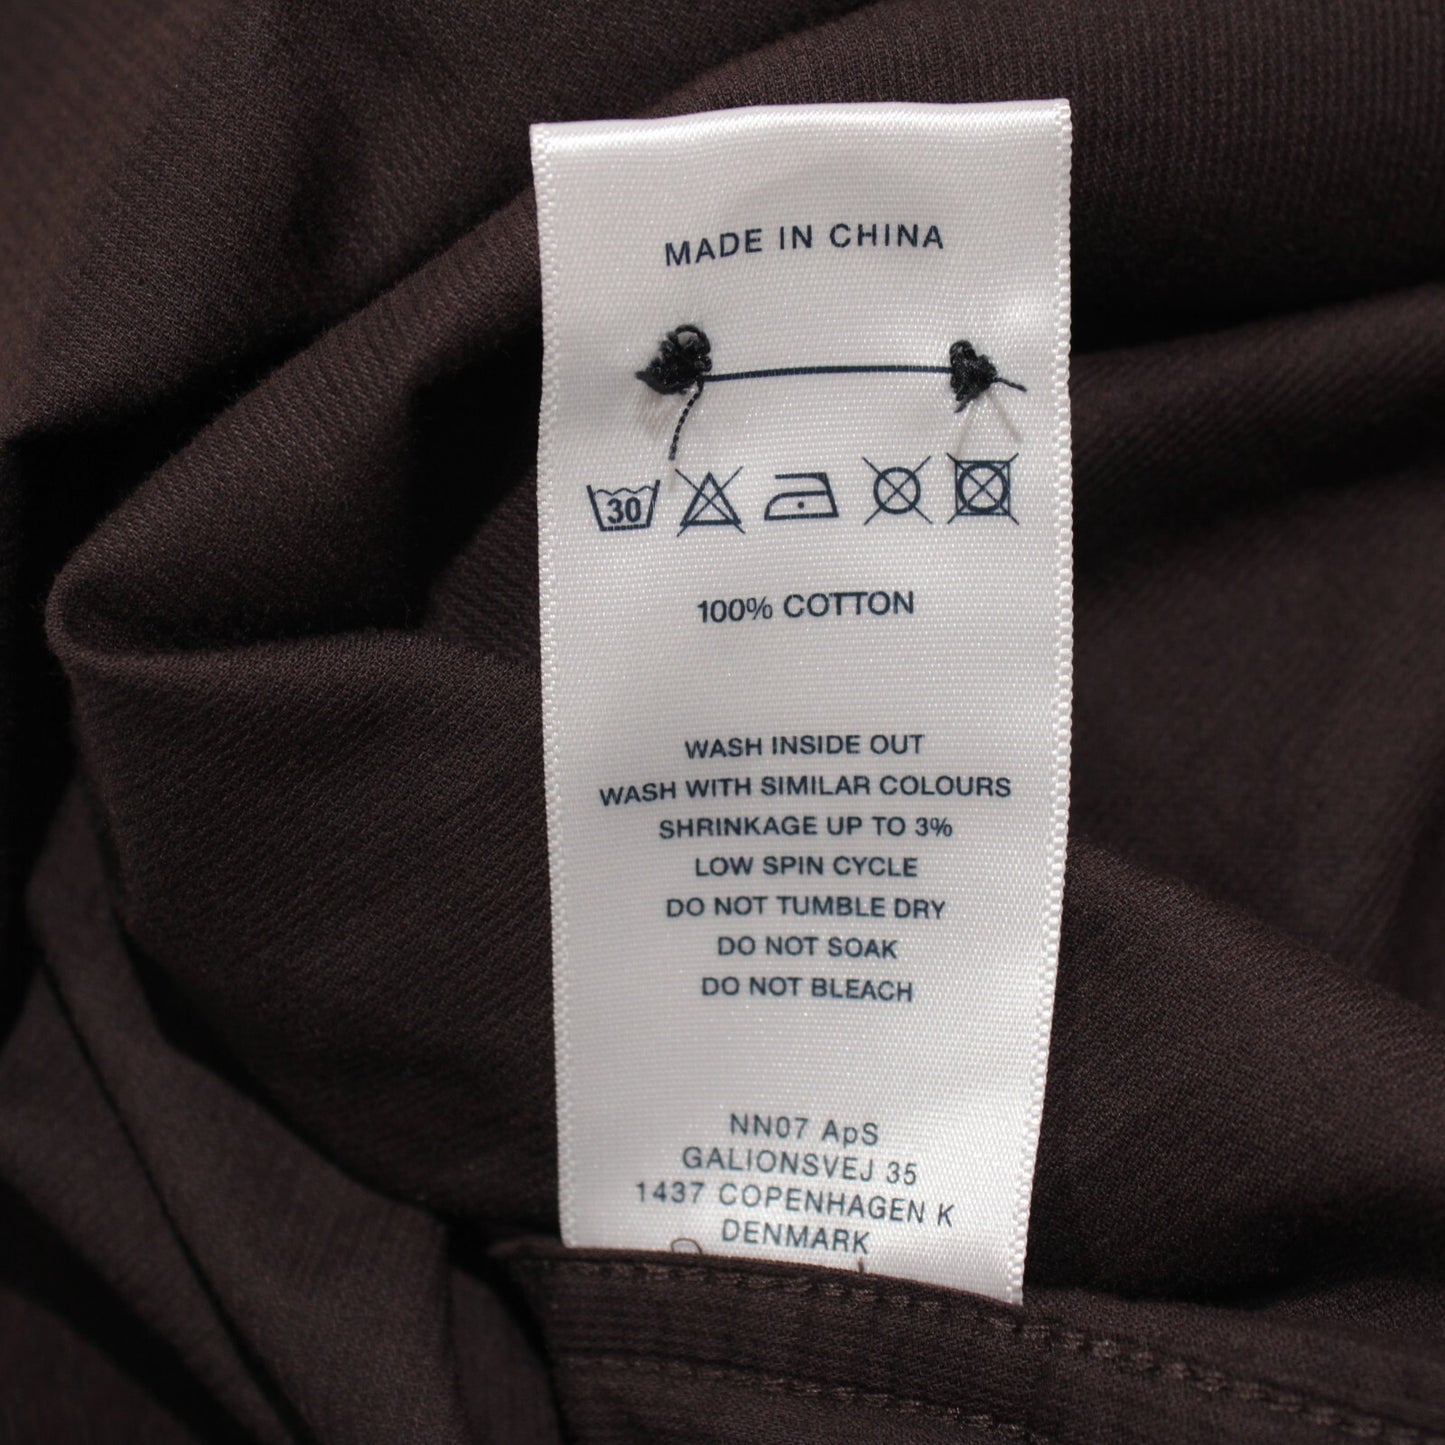 MADE IN CHINA
30
100% COTTON
WASH INSIDE OUT
WASH WITH SIMILAR COLOURS
SHRINKAGE UP TO 3%
LOW SPIN CYCLE
DO NOT TUMBLE DRY
DO NOT SOAK
DO NOT BLEACH
NN07 ApS
GALIONSVEJ 35
1437 COPENHAGEN K
DENMARK